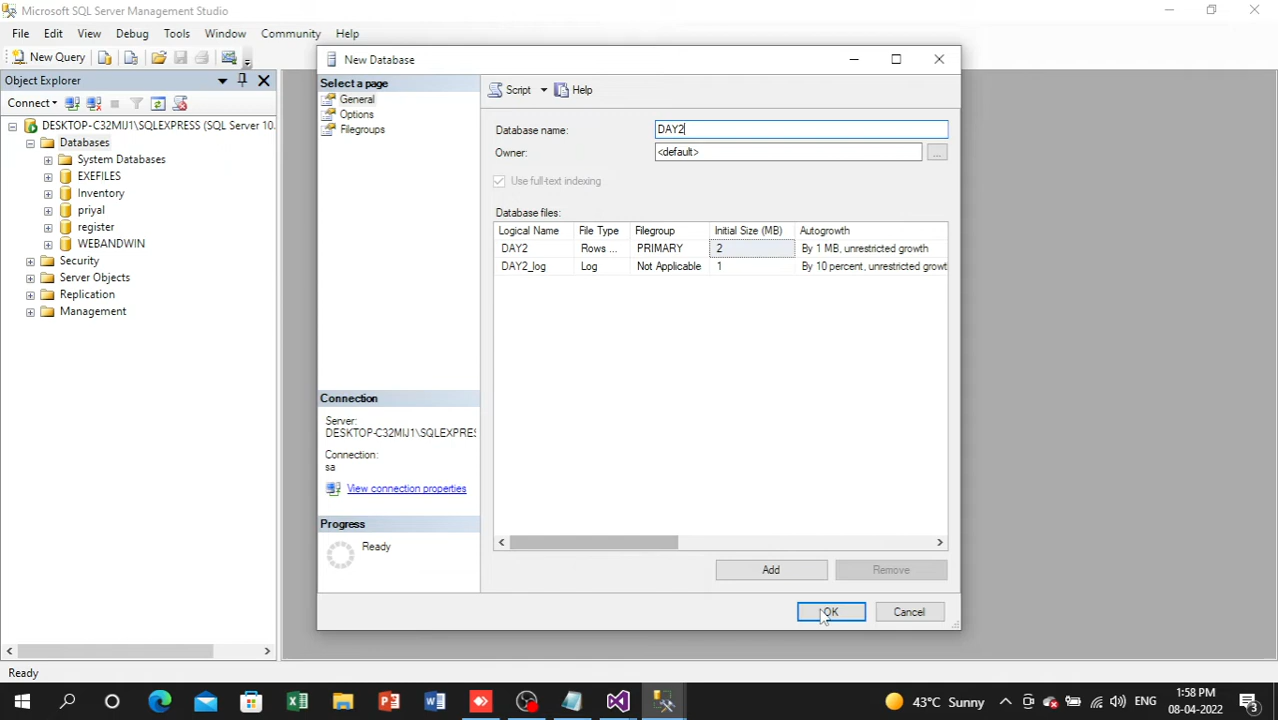 Microsoft SQL Server Management Studio
File Edit View Debug Tools Window Community Help
New Query
Object Explorer
Connect
DESKTOP-C32MIJ1\SQLEXPRESS (SQL Server 10.
Databases
System Databases
EXEFILES
Inventory
priyal
register
WEBANDWIN
Security
Server Objects
Replication
Management
New Database
Select a page
General
Options
Filegroups
Script Help
Database name: DAY2
Owner: <default>
...
Use full-text indexing
Database files:
Logical Name File Type Filegroup Initial Size (MB) Autogrowth
DAY2 Rows ... PRIMARY 2 By 1 MB, unrestricted growth
DAY2_log Log Not Applicable 1 By 10 percent, unrestricted growt
Connection
Server:
DESKTOP-C32MIJ1\SQLEXPRES
Connection:
sa
View connection properties
Progress
Ready
Add Remove
OK Cancel
Ready
43°C Sunny
ENG
1:58 PM
08-04-2022
3